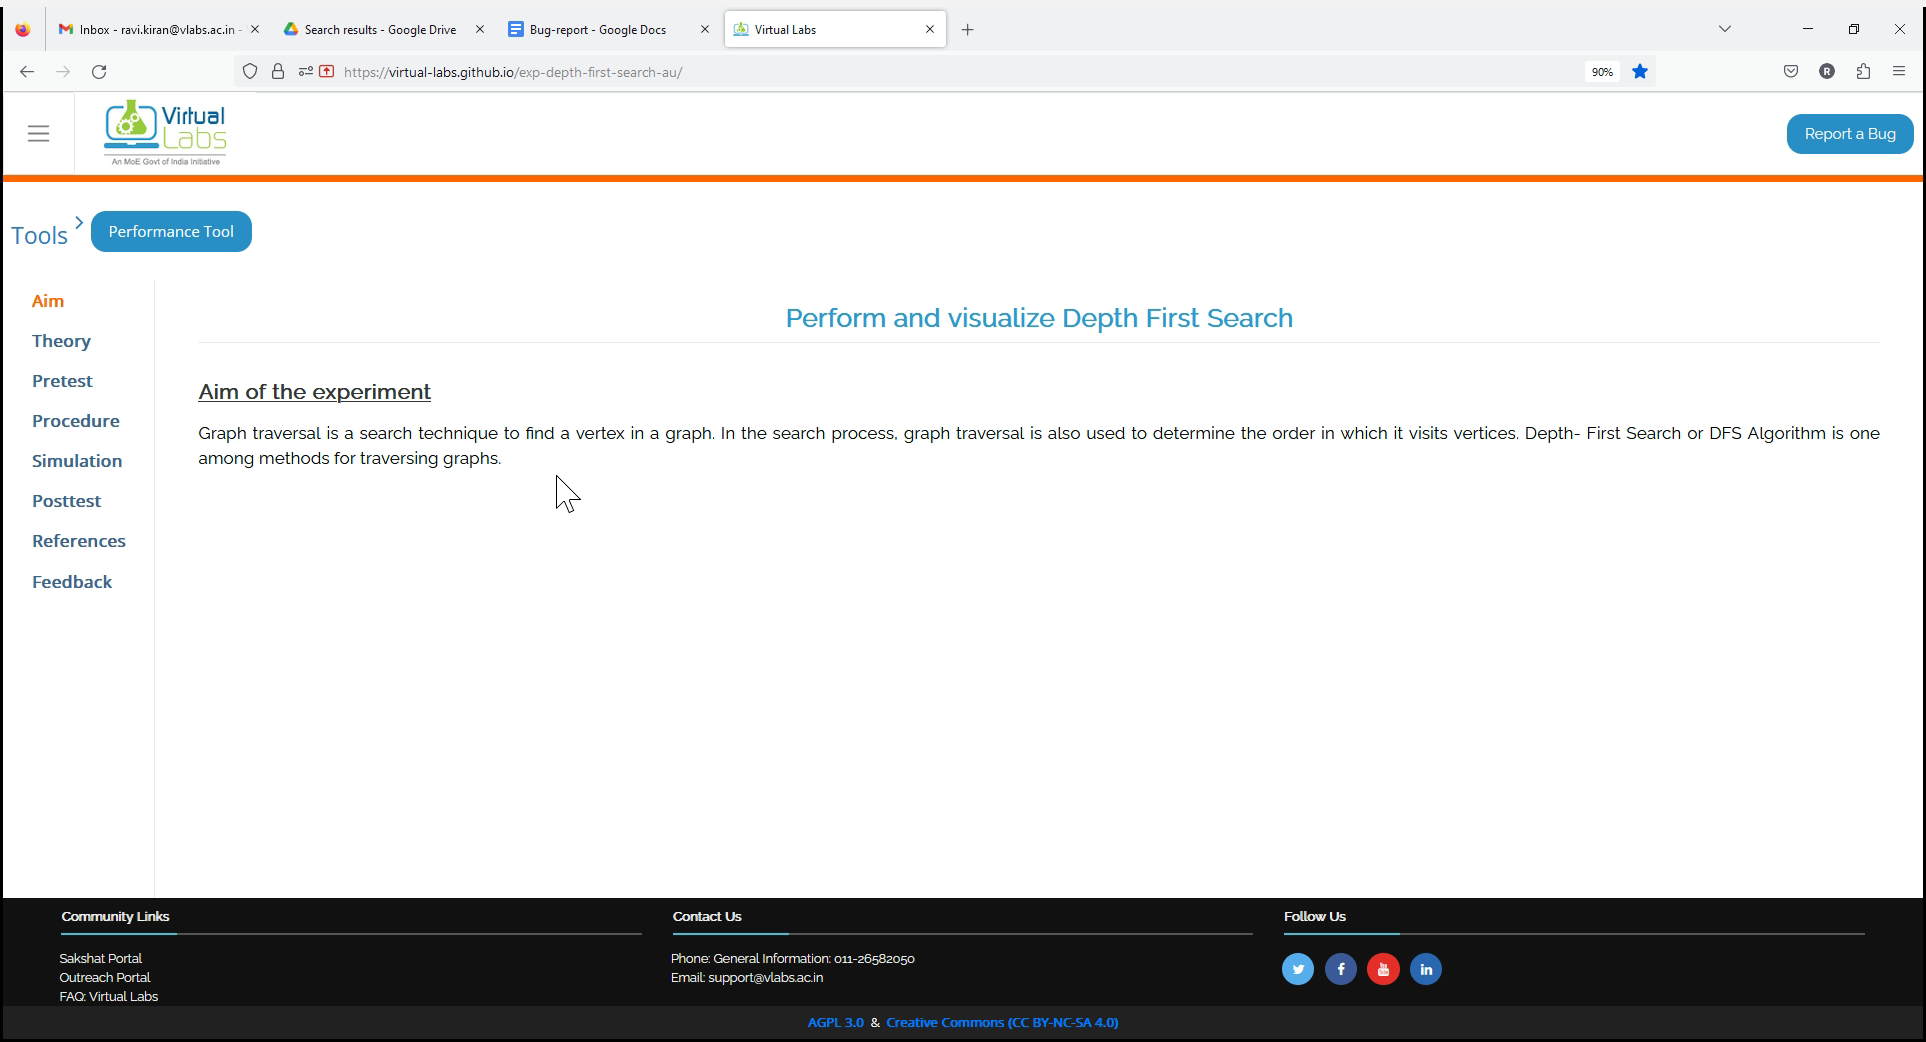 Inbox - ravi.kiran@vlabs.ac.in -
Search results - Google Drive
Bug-report - Google Docs
Virtual Labs
https://virtual-labs.github.io/exp-depth-first-search-au/
90%
R
Virtual
Labs
An MoE Govt of India Initiative
Report a Bug
Tools
Performance Tool
Aim
Theory
Pretest
Procedure
Simulation
Posttest
References
Feedback
Perform and visualize Depth First Search
Aim of the experiment
Graph traversal is a search technique to find a vertex in a graph. In the search process, graph traversal is also used to determine the order in which it visits vertices. Depth- First Search or DFS Algorithm is one
among methods for traversing graphs.
Community Links
Sakshat Portal
Outreach Portal
FAQ: Virtual Labs
Contact Us
Phone: General Information: 011-26582050
Email: support@vlabs.ac.in
Follow Us
AGPL 3.0 & Creative Commons (CC BY-NC-SA 4.0)